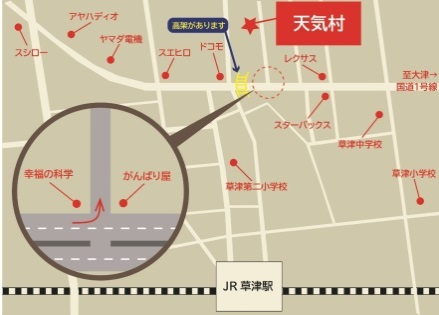 アヤハディオ
高架があります
天気村
スシロー
ヤマダ電機
スエヒロ
ドコモ
レクサス
至大津→
国道1号線
スターバックス
草津中学校
幸福の科学
がんばり屋
草津第二小学校
草津小学校
JR 草津駅